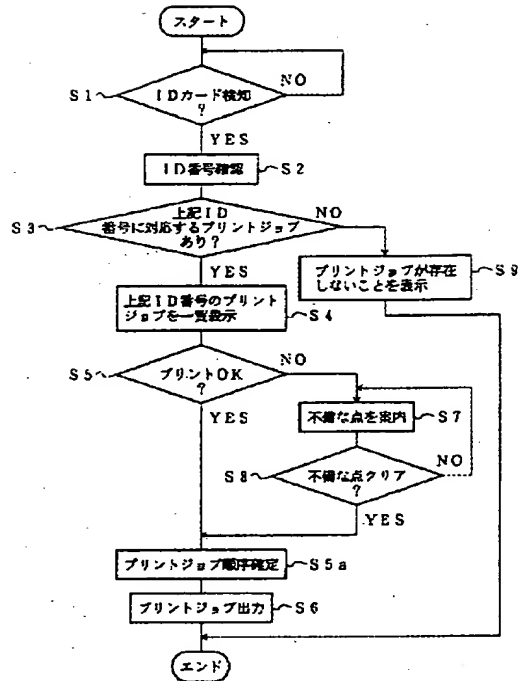 スタート
S1
IDカード検知
?
NO
YES
ID番号確認
S2
S3
上記ID
番号に対応するプリントジョブ
あり?
NO
YES
プリントジョブが存在
しないことを表示
S9
上記ID番号のプリント
ジョブを一覧表示
S4
S5
プリントOK
?
NO
YES
不備な点を案内
S7
S8
不備な点クリア
?
NO
YES
プリントジョブ順序確定
S5a
プリントジョブ出力
S6
エンド